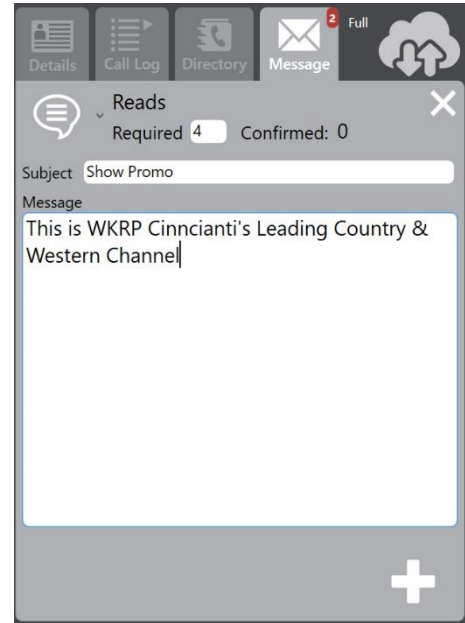 Details Call Log Directory Message 2 Full
Reads
Required 4 Confirmed: 0
Subject Show Promo
Message
This is WKRP Cinncianti's Leading Country &
Western Channel